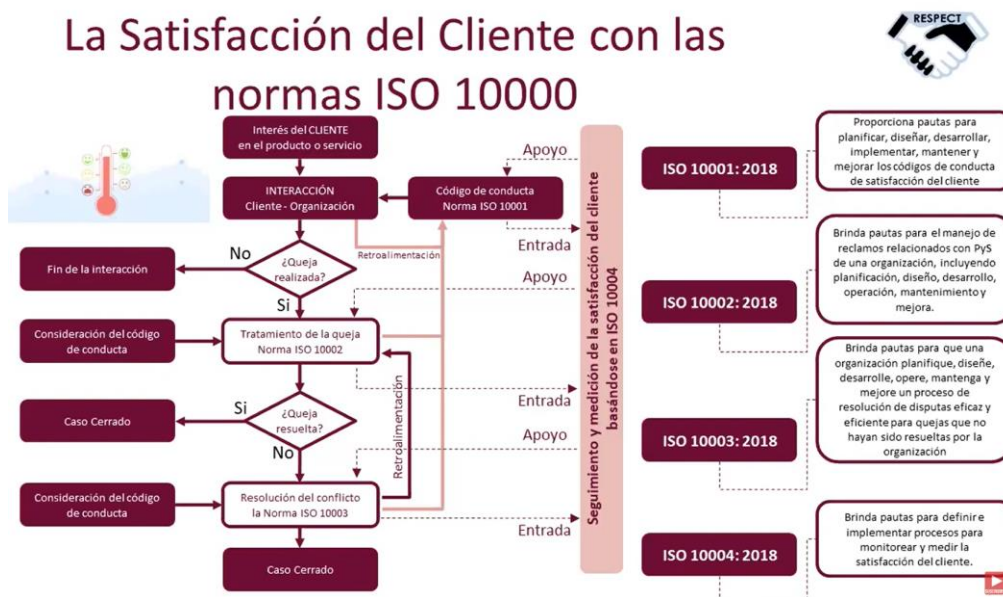 La Satisfacción del Cliente con las
normas ISO 10000
RESPECT
Interés del CLIENTE
en el producto o servicio
INTERACCIÓN
Cliente - Organización
Código de conducta
Norma ISO 10001
Apoyo
Entrada
Retroalimentación
¿Queja
realizada?
No
Fin de la interacción
Si
Apoyo
Consideración del código
de conducta
Tratamiento de la queja
Norma ISO 10002
Entrada
Retroalimentación
¿Queja
resuelta?
Si
Caso Cerrado
No
Apoyo
Consideración del código
de conducta
Resolución del conflicto
la Norma ISO 10003
Entrada
Caso Cerrado
Seguimiento y medición de la satisfacción del cliente
basándose en ISO 10004
ISO 10001: 2018
Proporciona pautas para
planificar, diseñar, desarrollar,
implementar, mantener y
mejorar los códigos de conducta
de satisfacción del cliente
ISO 10002: 2018
Brinda pautas para el manejo de
reclamos relacionados con PyS
de una organización, incluyendo
planificación, diseño, desarrollo,
operación, mantenimiento y
mejora.
ISO 10003: 2018
Brinda pautas para que una
organización planifique, diseñe,
desarrolle, opere, mantenga y
mejore un proceso de
resolución de disputas eficaz y
eficiente para quejas que no
hayan sido resueltas por la
organización
ISO 10004: 2018
Brinda pautas para definir e
implementar procesos para
monitorear y medir la
satisfacción del cliente.